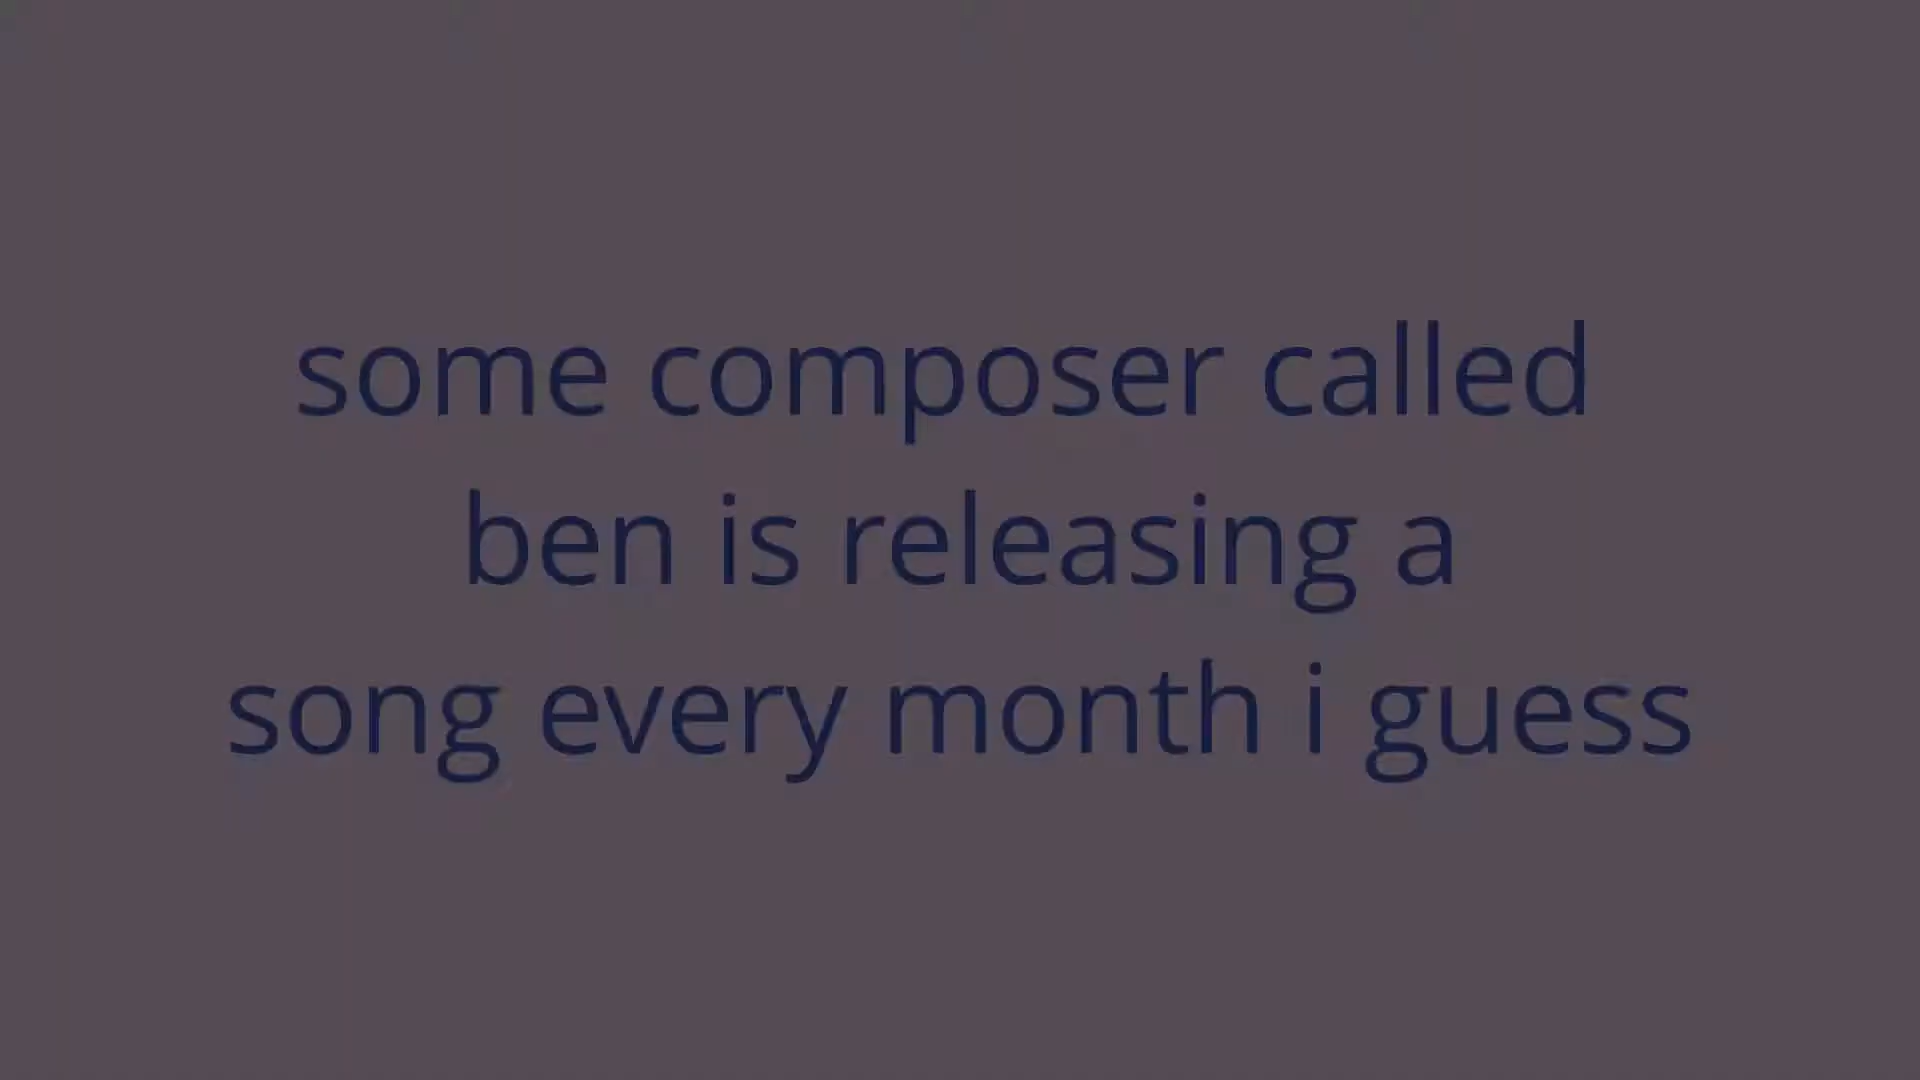 some composer called
ben is releasing a
song every month i guess